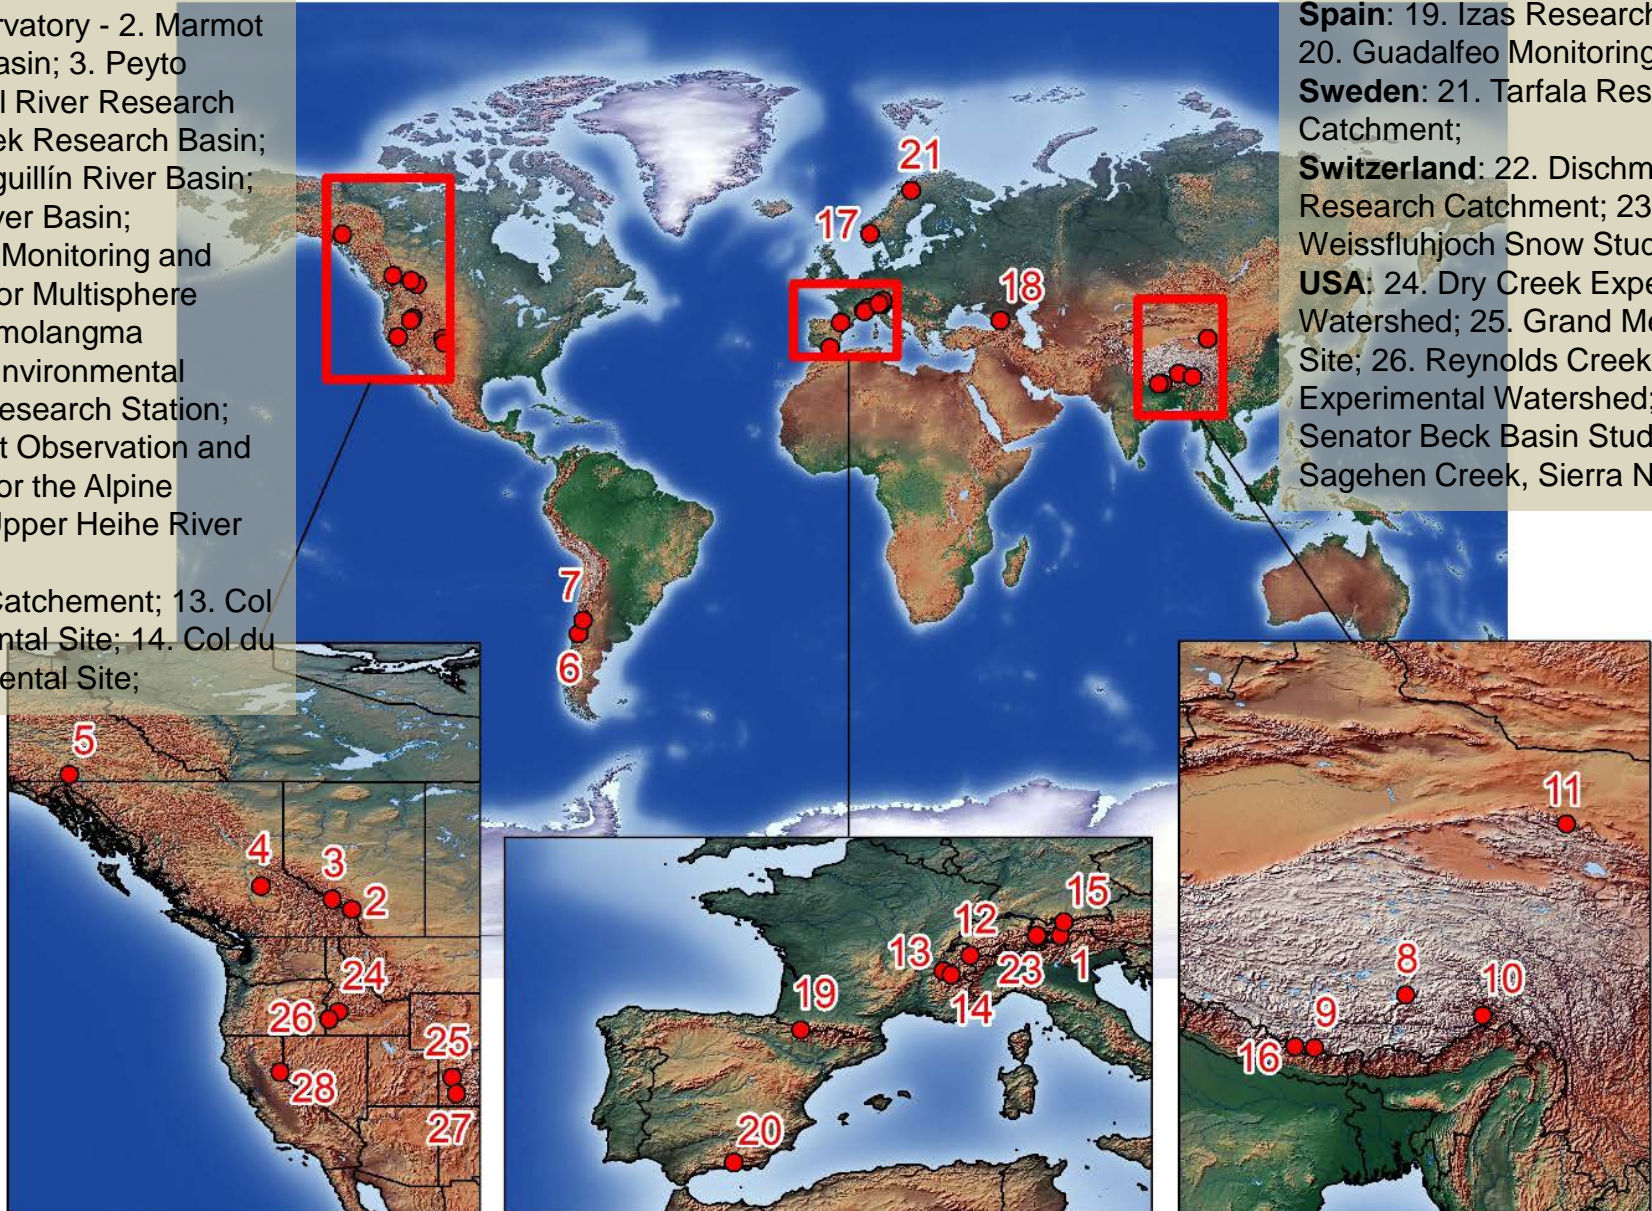 rvatory - 2. Marmot
asin; 3. Peyto
l River Research
ek Research Basin;
guillín River Basin;
ver Basin;
Monitoring and
or Multisphere
molangma
nvironmental
esearch Station;
t Observation and
or the Alpine
Upper Heihe River
Catchement; 13. Col
ntal Site; 14. Col du
ental Site;
Spain: 19. Izas Research
20. Guadalfeo Monitoring
Sweden: 21. Tarfala Res
Catchment;
Switzerland: 22. Dischm
Research Catchment; 23
Weissfluhjoch Snow Stud
USA: 24. Dry Creek Expe
Watershed; 25. Grand Me
Site; 26. Reynolds Creek
Experimental Watershed;
Senator Beck Basin Stud
Sagehen Creek, Sierra N
21
17
18
7
6
5
4
3
2
24
26
25
28
27
15
12
13
23
1
14
19
20
11
8
10
9
16